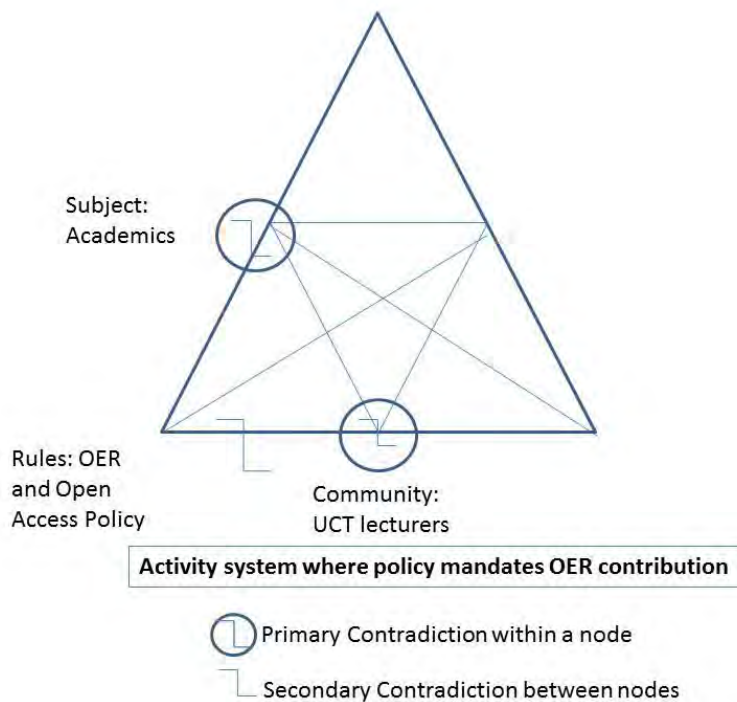 Subject:
Academics
Rules: OER
and Open
Access Policy
Community:
UCT lecturers
Activity system where policy mandates OER contribution
Primary Contradiction within a node
Secondary Contradiction between nodes